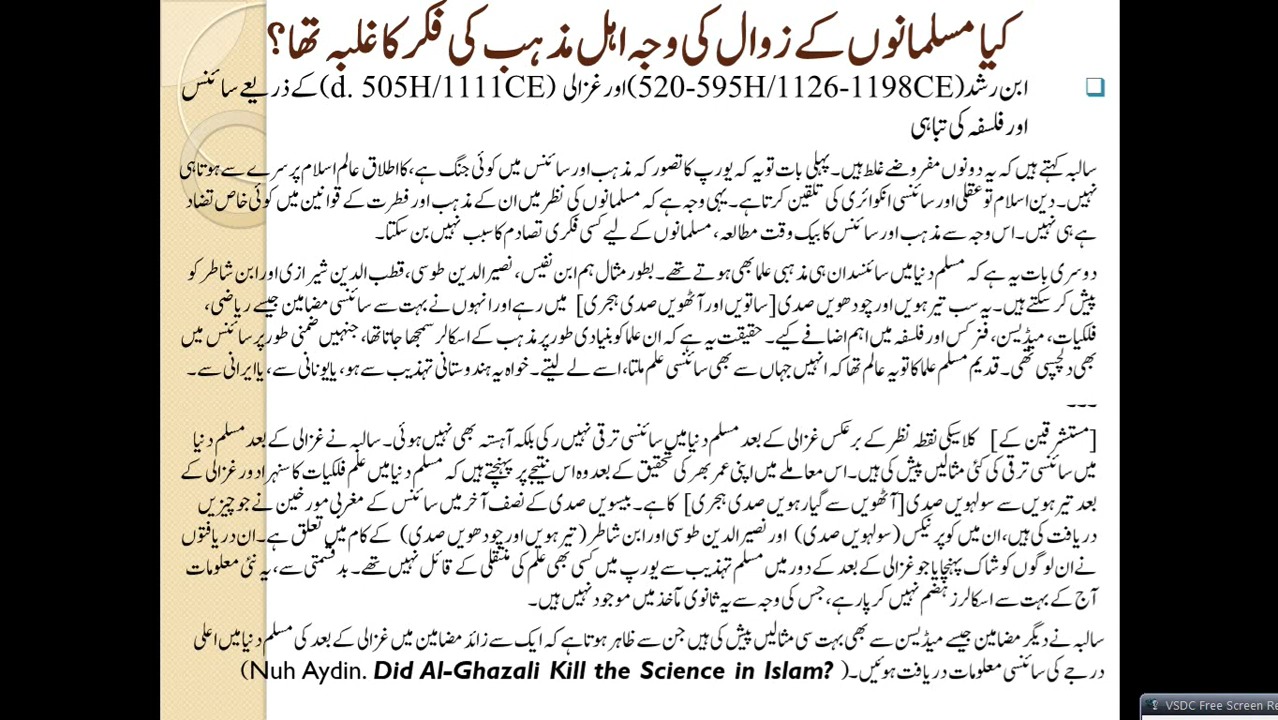 کیا مسلمانوں کے زوال کی وجہ اہل مذہب کی فکر کا غلبہ تھا؟
ابن رشد (520-595H/1126-1198CE) اور غزالی (d. 505H/1111CE) کے ذریعے سائنس
اور فلسفہ کی تباہی
سالبہ کہتے ہیں کہ یہ دونوں مفروضے غلط ہیں۔ پہلی بات تو یہ کہ یورپ کا تصور کہ مذہب اور سائنس میں کوئی جنگ ہے، کا اطلاق عالم اسلام پر سرے سے ہوتا ہی
نہیں۔ دین اسلام تو عقلی اور سائنسی انکوائری کی تلقین کرتا ہے۔ یہی وجہ ہے کہ مسلمانوں کی نظر میں ان کے مذہب اور فطرت کے قوانین میں کوئی خاص تضاد
ہے ہی نہیں۔ اس وجہ سے مذہب اور سائنس کا بیک وقت مطالعہ، مسلمانوں کے لیے کسی فکری تصادم کا سبب نہیں بن سکتا۔
دوسری بات یہ ہے کہ مسلم دنیا میں سائنسدان ہی مذہبی علما بھی ہوتے تھے۔ بطور مثال ہم ابن نفیس، نصیر الدین طوسی، قطب الدین شیرازی اور ابن شاطر کو
پیش کر سکتے ہیں۔ یہ سب تیرہویں اور چودھویں صدی [ساتویں اور آٹھویں صدی ہجری] میں رہے اور انہوں نے بہت سے سائنسی مضامین جیسے ریاضی،
فلکیات، میڈیسن، فزکس اور فلسفہ میں اہم اضافے کیے۔ حقیقت یہ ہے کہ ان علما کو بنیادی طور پر مذہب کے اسکالر سمجھا جاتا تھا، جنہیں ضمنی طور پر سائنس میں
بھی دلچسپی تھی۔ قدیم مسلم علما کا تو یہ عالم تھا کہ انہیں جہاں سے بھی سائنسی علم ملتا، اسے لے لیتے۔ خواہ یہ ہندوستانی تہذیب سے ہو، یا یونانی سے، یا ایرانی سے۔
---
[مستشرقین کے] کلاسیکی نقطہ نظر کے برعکس غزالی کے بعد مسلم دنیا میں سائنسی ترقی نہیں رکی بلکہ آہستہ بھی نہیں ہوئی۔ سالبہ نے غزالی کے بعد مسلم دنیا
میں سائنسی ترقی کی کئی مثالیں پیش کی ہیں۔ اس معاملے میں اپنی عمر بھر کی تحقیق کے بعد وہ اس نتیجے پر پہنچتے ہیں کہ مسلم دنیا میں علم فلکیات کا سنہرا دور غزالی کے
بعد تیرہویں سے سولہویں صدی [آٹھویں سے گیارہویں صدی ہجری] کا ہے۔ بیسویں صدی کے نصف آخر میں سائنس کے مغربی مورخین نے جو چیزیں
دریافت کی ہیں، ان میں کوپرنیکس (سولہویں صدی) اور نصیر الدین طوسی اور ابن شاطر (تیرہویں اور چودھویں صدی) کے کام میں تعلق ہے۔ ان دریافتوں
نے ان لوگوں کو شاک پہنچایا جو غزالی کے بعد کے دور میں مسلم تہذیب سے یورپ میں کسی بھی علم کی منتقلی کے قائل نہیں تھے۔ بدقسمتی سے، یہ نئی معلومات
آج کے بہت سے اسکالرز ہضم نہیں کر پا رہے، جس کی وجہ سے یہ ثانوی مآخذ میں موجود نہیں ہیں۔
سالبہ نے دیگر مضامین جیسے میڈیسن سے بھی بہت سی مثالیں پیش کی ہیں جن سے ظاہر ہوتا ہے کہ ایک سے زائد مضامین میں غزالی کے بعد کی مسلم دنیا میں اعلی
درجے کی سائنسی معلومات دریافت ہوئیں۔ (Nuh Aydin. Did Al-Ghazali Kill the Science in Islam?)
VSDC Free Screen Re